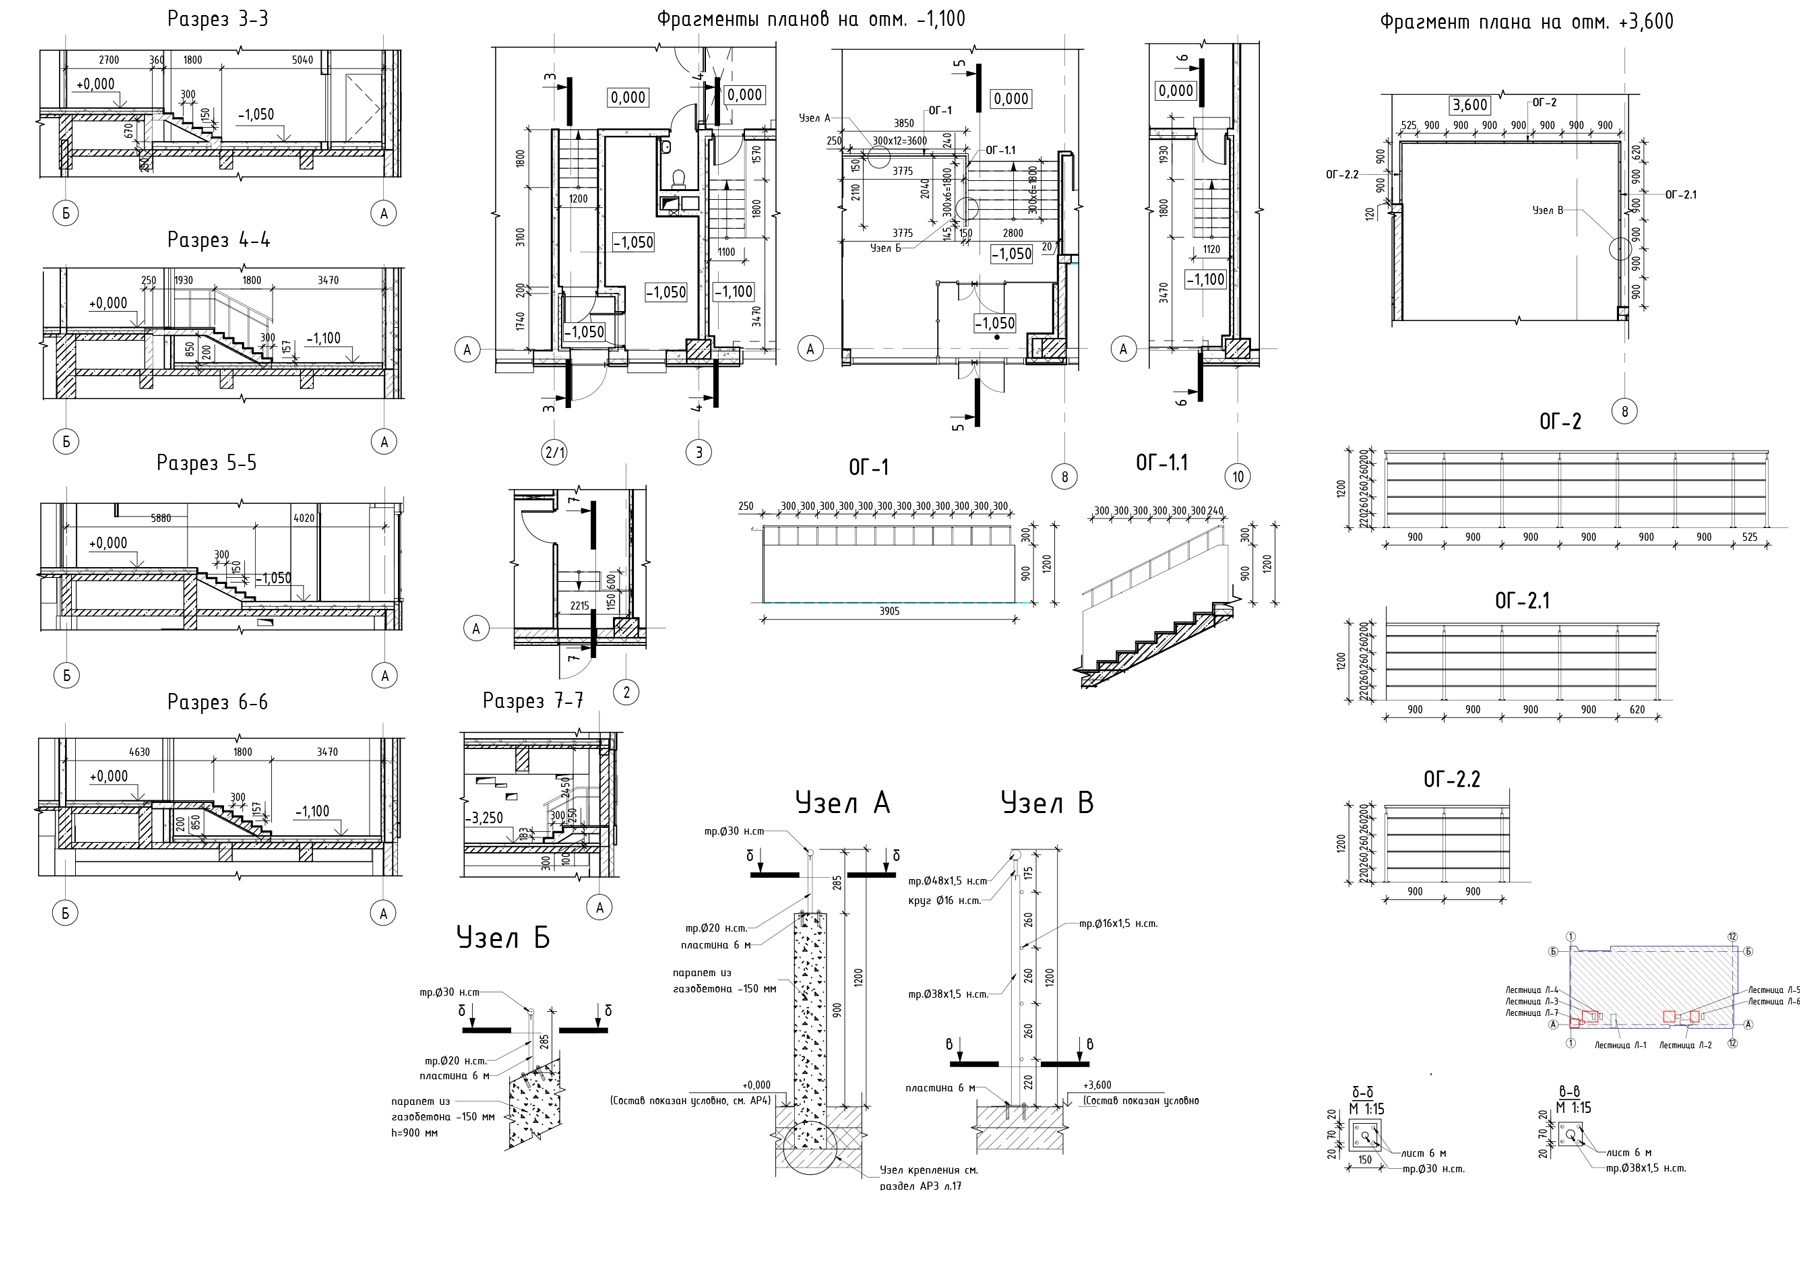 Разрез 3-3
2700 360 1800 5040
+0,000
300
150
-1,050
670
250
Б А
Разрез 4-4
250 1930 1800 3470
+0,000
300
157
-1,100
850
200
Б А
Разрез 5-5
5880 4020
+0,000
300
150
-1,050
Б А
Разрез 6-6
4630 1800 3470
+0,000
300
157
-1,100
200
850
Б А
Фрагменты планов на отм. -1,100
3 4
0,000 0,000
1800
1200
3100
200
1740
1570
1800
1100
3470
-1,050
-1,050
-1,100
-1,050
А
3 4
2/1 3
5
0,000
Узел А
ОГ-1
3850
250 300х12=3600
240
ОГ-1.1
150
2110
3775
2040
300х6=1800
300х6=1800
3775 150 2800
145
20
Узел Б
-1,050
-1,050
А
5
8
6
0,000
1930
1800
1120
-1,100
3470
А
6
10
7
600
2215
1150
А
7
2
Разрез 7-7
2450
-3,250
300
183
250
300
100
А
ОГ-1
250 300 300 300 300 300 300 300 300 300 300 300 300
300
900
1200
3905
ОГ-1.1
300 300 300 300 300 300 240
300
900
1200
Фрагмент плана на отм. +3,600
3,600
ОГ-2
525 900 900 900 900 900 900 900
900
900
120
ОГ-2.2
620
900
900
900
900
900
ОГ-2.1
Узел В
8
ОГ-2
1200
220 260 260 260 200
900 900 900 900 900 900 525
ОГ-2.1
1200
220 260 260 260 200
900 900 900 900 620
ОГ-2.2
1200
220 260 260 260 200
900 900
Узел Б
тр.Ø30 н.ст
б б
285
тр.Ø20 н.ст.
пластина 6 м
парапет из
газобетона -150 мм
h=900 мм
Узел А
тр.Ø30 н.ст
б б
285
тр.Ø20 н.ст.
пластина 6 м
парапет из
газобетона -150 мм
900
1200
+0,000
(Состав показан условно, см. АР4)
Узел крепления см.
раздел АР3 л.17
Узел В
тр.Ø48х1,5 н.ст
круг Ø16 н.ст.
175
260
тр.Ø16х1,5 н.ст.
260
тр.Ø38х1,5 н.ст.
1200
260
в в
220
пластина 6 м
+3,600
(Состав показан условно
1 12
Б Б
Лестница Л-4
Лестница Л-3
Лестница Л-7
Лестница Л-5
Лестница Л-6
А А
Лестница Л-1 Лестница Л-2
1 12
б-б
М 1:15
20
70
20
150
лист 6 м
тр.Ø30 н.ст.
в-в
М 1:15
20
70
20
лист 6 м
тр.Ø38х1,5 н.ст.